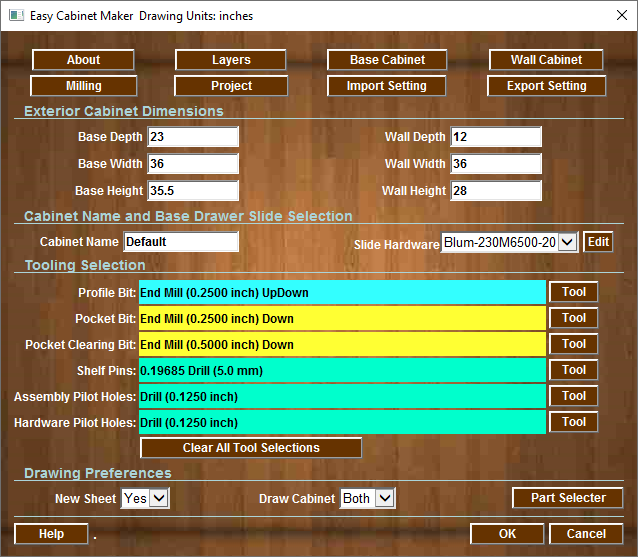 Easy Cabinet Maker  Drawing Units: inches
About Layers Base Cabinet Wall Cabinet
Milling Project Import Setting Export Setting
Exterior Cabinet Dimensions
Base Depth 23 Wall Depth 12
Base Width 36 Wall Width 36
Base Height 35.5 Wall Height 28
Cabinet Name and Base Drawer Slide Selection
Cabinet Name Default Slide Hardware Blum-230M6500-20 Edit
Tooling Selection
Profile Bit: End Mill (0.2500 inch) UpDown Tool
Pocket Bit: End Mill (0.2500 inch) Down Tool
Pocket Clearing Bit: End Mill (0.5000 inch) Down Tool
Shelf Pins: 0.19685 Drill (5.0 mm) Tool
Assembly Pilot Holes: Drill (0.1250 inch) Tool
Hardware Pilot Holes: Drill (0.1250 inch) Tool
Clear All Tool Selections
Drawing Preferences
New Sheet Yes Draw Cabinet Both Part Selecter
Help . OK Cancel